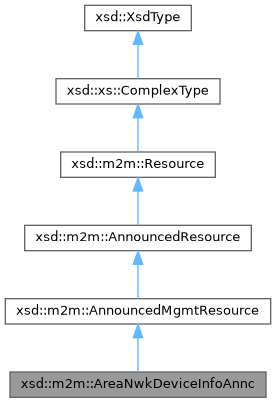 xsd::XsdType
xsd::xs::ComplexType
xsd::m2m::Resource
xsd::m2m::AnnouncedResource
xsd::m2m::AnnouncedMgmtResource
xsd::m2m::AreaNwkDeviceInfoAnnc